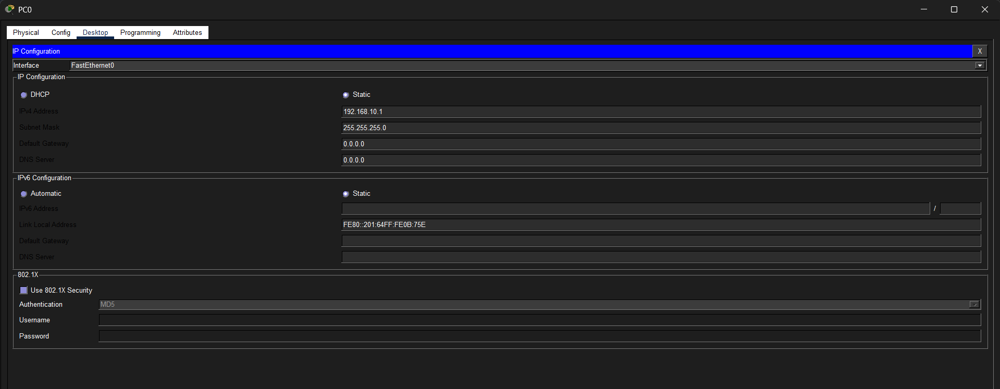 PC0
Physical Config Desktop Programming Attributes
IP Configuration X
Interface FastEthernet0
IP Configuration
DHCP Static
IPv4 Address 192.168.10.1
Subnet Mask 255.255.255.0
Default Gateway 0.0.0.0
DNS Server 0.0.0.0
IPv6 Configuration
Automatic Static
IPv6 Address /
Link Local Address FE80::201:64FF:FE0B:75E
Default Gateway
DNS Server
802.1X
Use 802.1X Security
Authentication MD5
Username
Password